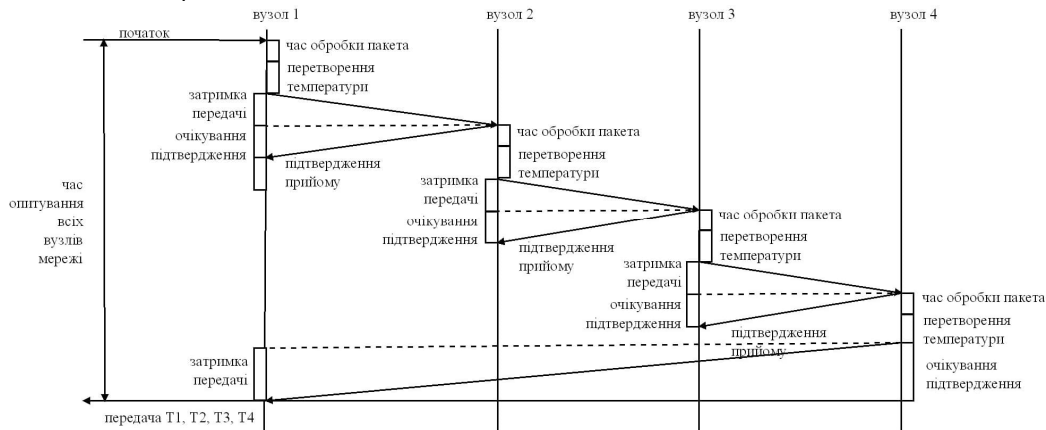 вузол 1
вузол 2
вузол 3
вузол 4
початок
час обробки пакета
перетворення
температури
затримка
передачі
очікування
підтвердження
підтвердження
прийому
час обробки пакета
перетворення
температури
затримка
передачі
очікування
підтвердження
підтвердження
прийому
час обробки пакета
перетворення
температури
затримка
передачі
очікування
підтвердження
підтвердження
прийому
час обробки пакета
перетворення
температури
очікування
підтвердження
час
опитування
всіх
вузлів
мережі
затримка
передачі
передача Т1, Т2, Т3, Т4